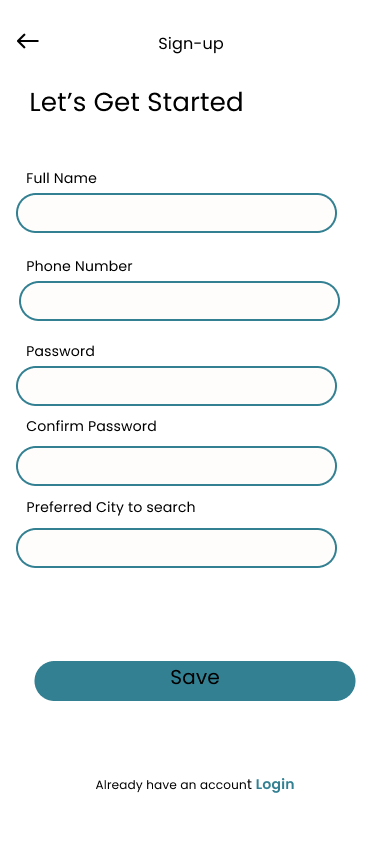 Sign-up
Let’s Get Started
Full Name
Phone Number
Password
Confirm Password
Preferred City to search
Save
Already have an account Login